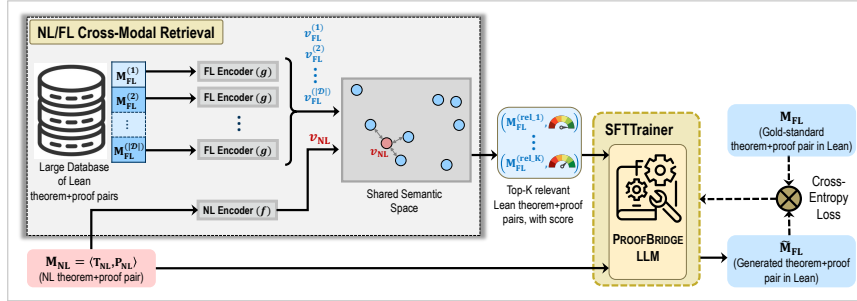 NL/FL Cross-Modal Retrieval
M_FL^(1)
M_FL^(2)
⋮
M_FL^(|D|)
Large Database
of Lean
theorem+proof pairs
FL Encoder (g)
FL Encoder (g)
⋮
FL Encoder (g)
NL Encoder (f)
v_FL^(1)
v_FL^(2)
⋮
v_FL^(|D|)
v_NL
v_NL
Shared Semantic
Space
(M_FL^(rel_1), )
⋮
(M_FL^(rel_K), )
Top-K relevant
Lean theorem+proof
pairs, with score
SFTTrainer
PROOFBRIDGE
LLM
M_FL
(Gold-standard
theorem+proof pair in Lean)
Cross-
Entropy
Loss
M̃_FL
(Generated theorem+proof
pair in Lean)
M_NL = ⟨T_NL,P_NL⟩
(NL theorem+proof pair)